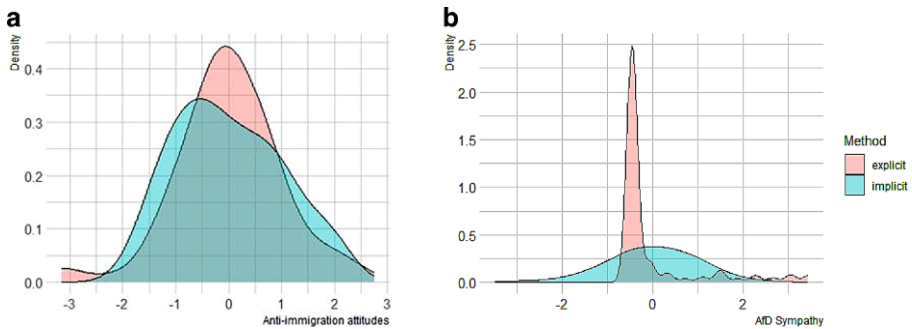 a
Density
0.4
0.3
0.2
0.1
0.0
-3 -2 -1 0 1 2 3
Anti-immigration attitudes
b
Density
2.5
2.0
1.5
1.0
0.5
0.0
-2 0 2
AfD Sympathy
Method
explicit
implicit